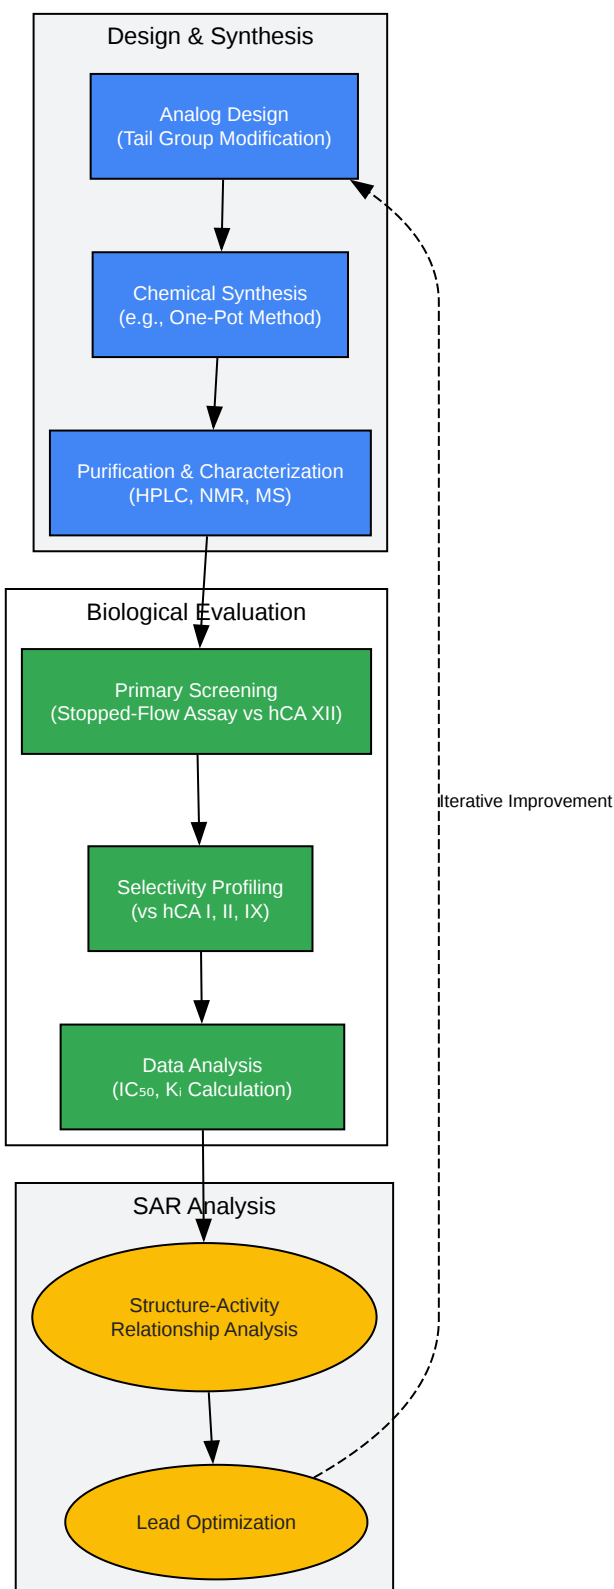 Design & Synthesis
Analog Design
(Tail Group Modification)
Chemical Synthesis
(e.g., One-Pot Method)
Purification & Characterization
(HPLC, NMR, MS)
Biological Evaluation
Primary Screening
(Stopped-Flow Assay vs hCA XII)
Iterative Improvement
Selectivity Profiling
(vs hCA I, II, IX)
Data Analysis
(IC₅₀, Kᵢ Calculation)
SAR Analysis
Structure-Activity
Relationship Analysis
Lead Optimization